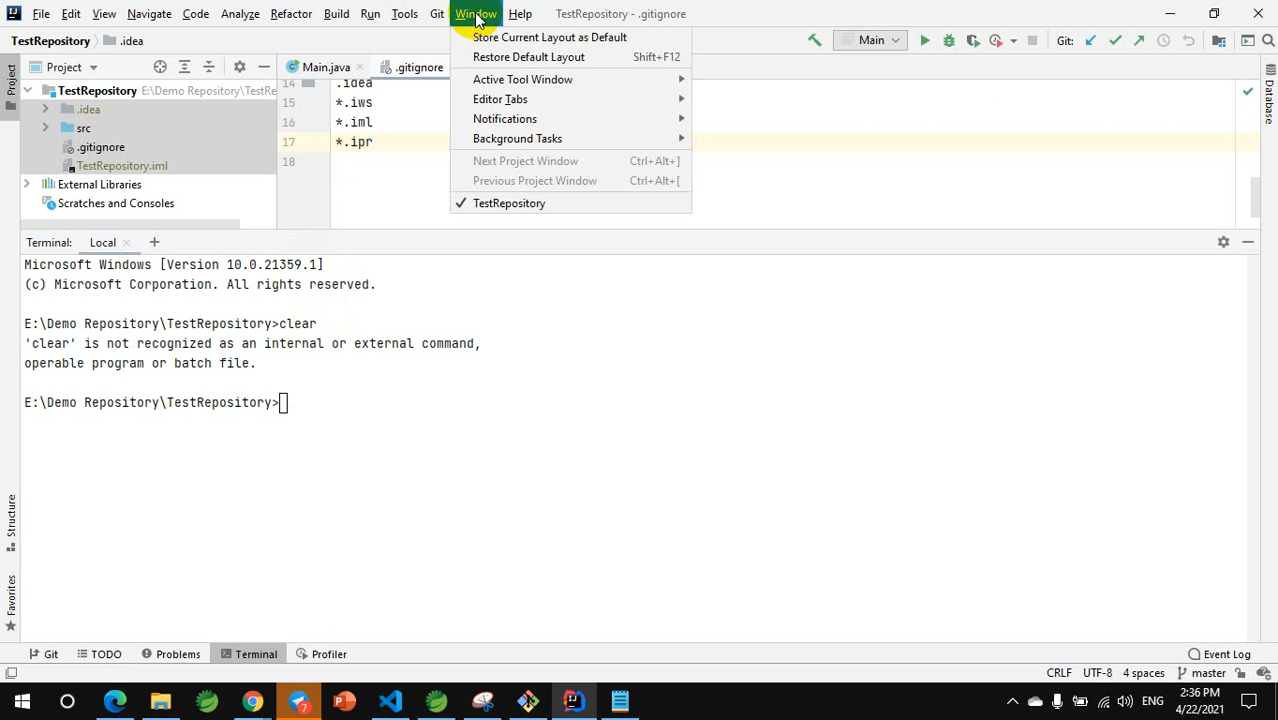 File Edit View Navigate Code Analyze Refactor Build Run Tools Git Window Help TestRepository - .gitignore
TestRepository .idea
Main
Git:
Project
Main.java
.gitignore
TestRepository E:\Demo Repository\TestRe
.idea
src
.gitignore
TestRepository.iml
External Libraries
Scratches and Consoles
14 .idea
15 *.iws
16 *.iml
17 *.ipr
18
Store Current Layout as Default
Restore Default Layout Shift+F12
Active Tool Window
Editor Tabs
Notifications
Background Tasks
Next Project Window Ctrl+Alt+]
Previous Project Window Ctrl+Alt+[
TestRepository
Project
Database
Structure
Favorites
Terminal: Local
Microsoft Windows [Version 10.0.21359.1]
(c) Microsoft Corporation. All rights reserved.
E:\Demo Repository\TestRepository>clear
'clear' is not recognized as an internal or external command,
operable program or batch file.
E:\Demo Repository\TestRepository>
Git TODO Problems Terminal Profiler Event Log
CRLF UTF-8 4 spaces master
7
ENG
2:36 PM
4/22/2021